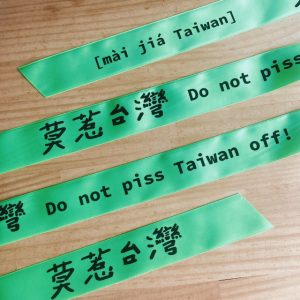 [mài jiá Taiwan]
莫惹台灣 Do not piss
灣 Do not piss Taiwan off!
莫惹台灣